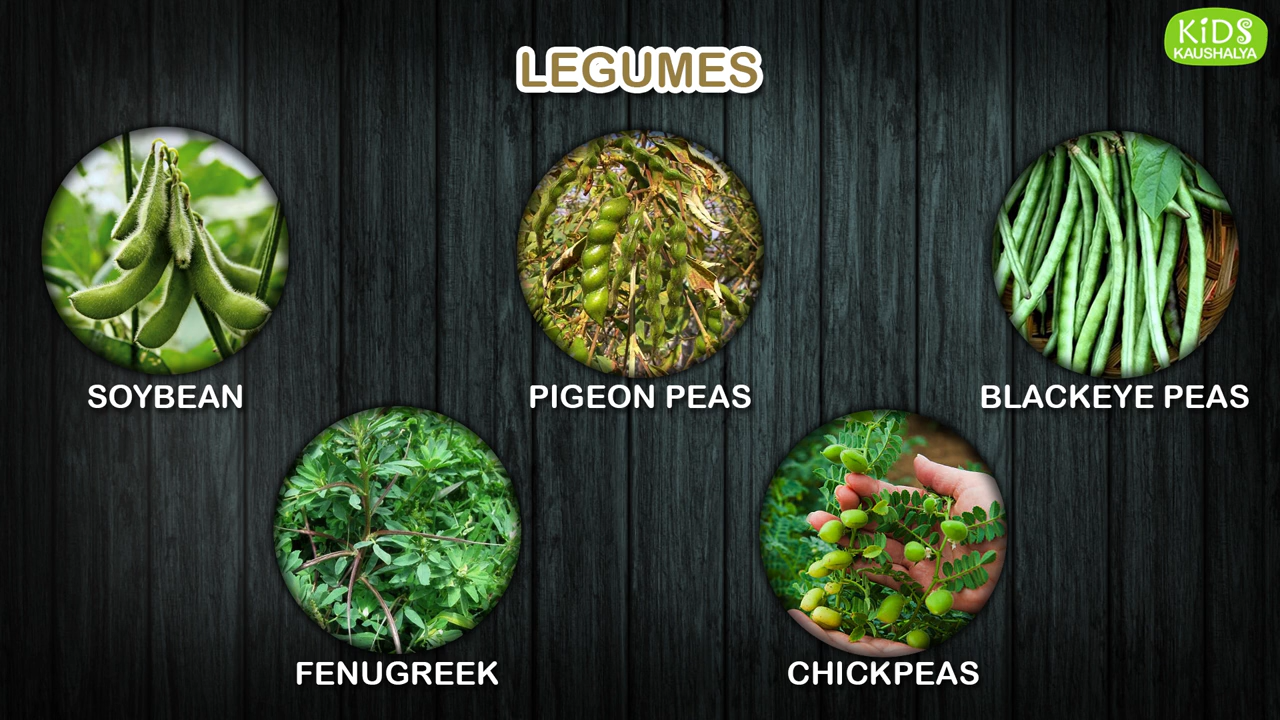 KiDS
KAUSHALYA
LEGUMES
SOYBEAN
PIGEON PEAS
BLACKEYE PEAS
FENUGREEK
CHICKPEAS